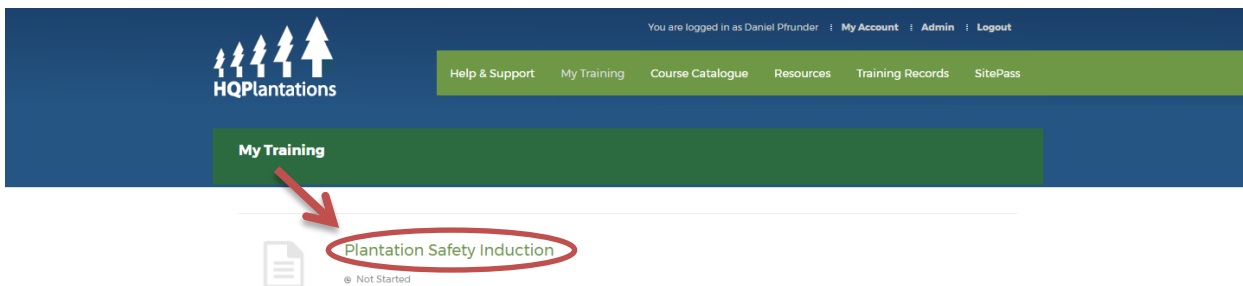 You are logged in as Daniel Pfrunder ⋮ My Account ⋮ Admin ⋮ Logout
HQPlantations
Help & Support My Training Course Catalogue Resources Training Records SitePass
My Training
Plantation Safety Induction
Not Started